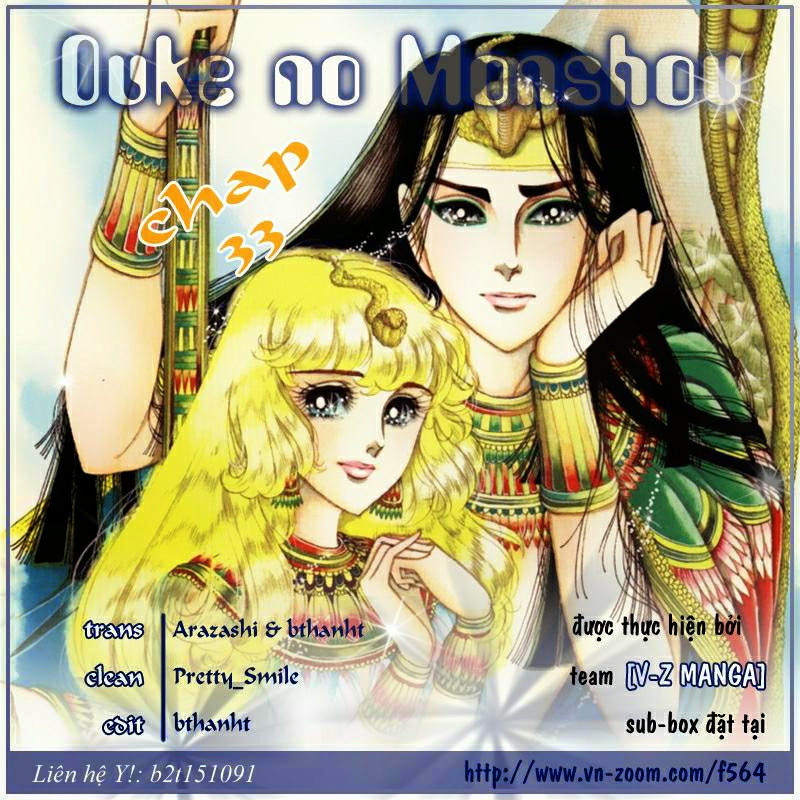 Ouke no Monshou
chap
33
trans Arazashi & bthanht
clean Pretty_Smile
edit bthanht
được thực hiện bởi
team [V-Z MANGA]
sub-box đặt tại
Liên hệ Y!: b2t151091
http://www.vn-zoom.com/f564